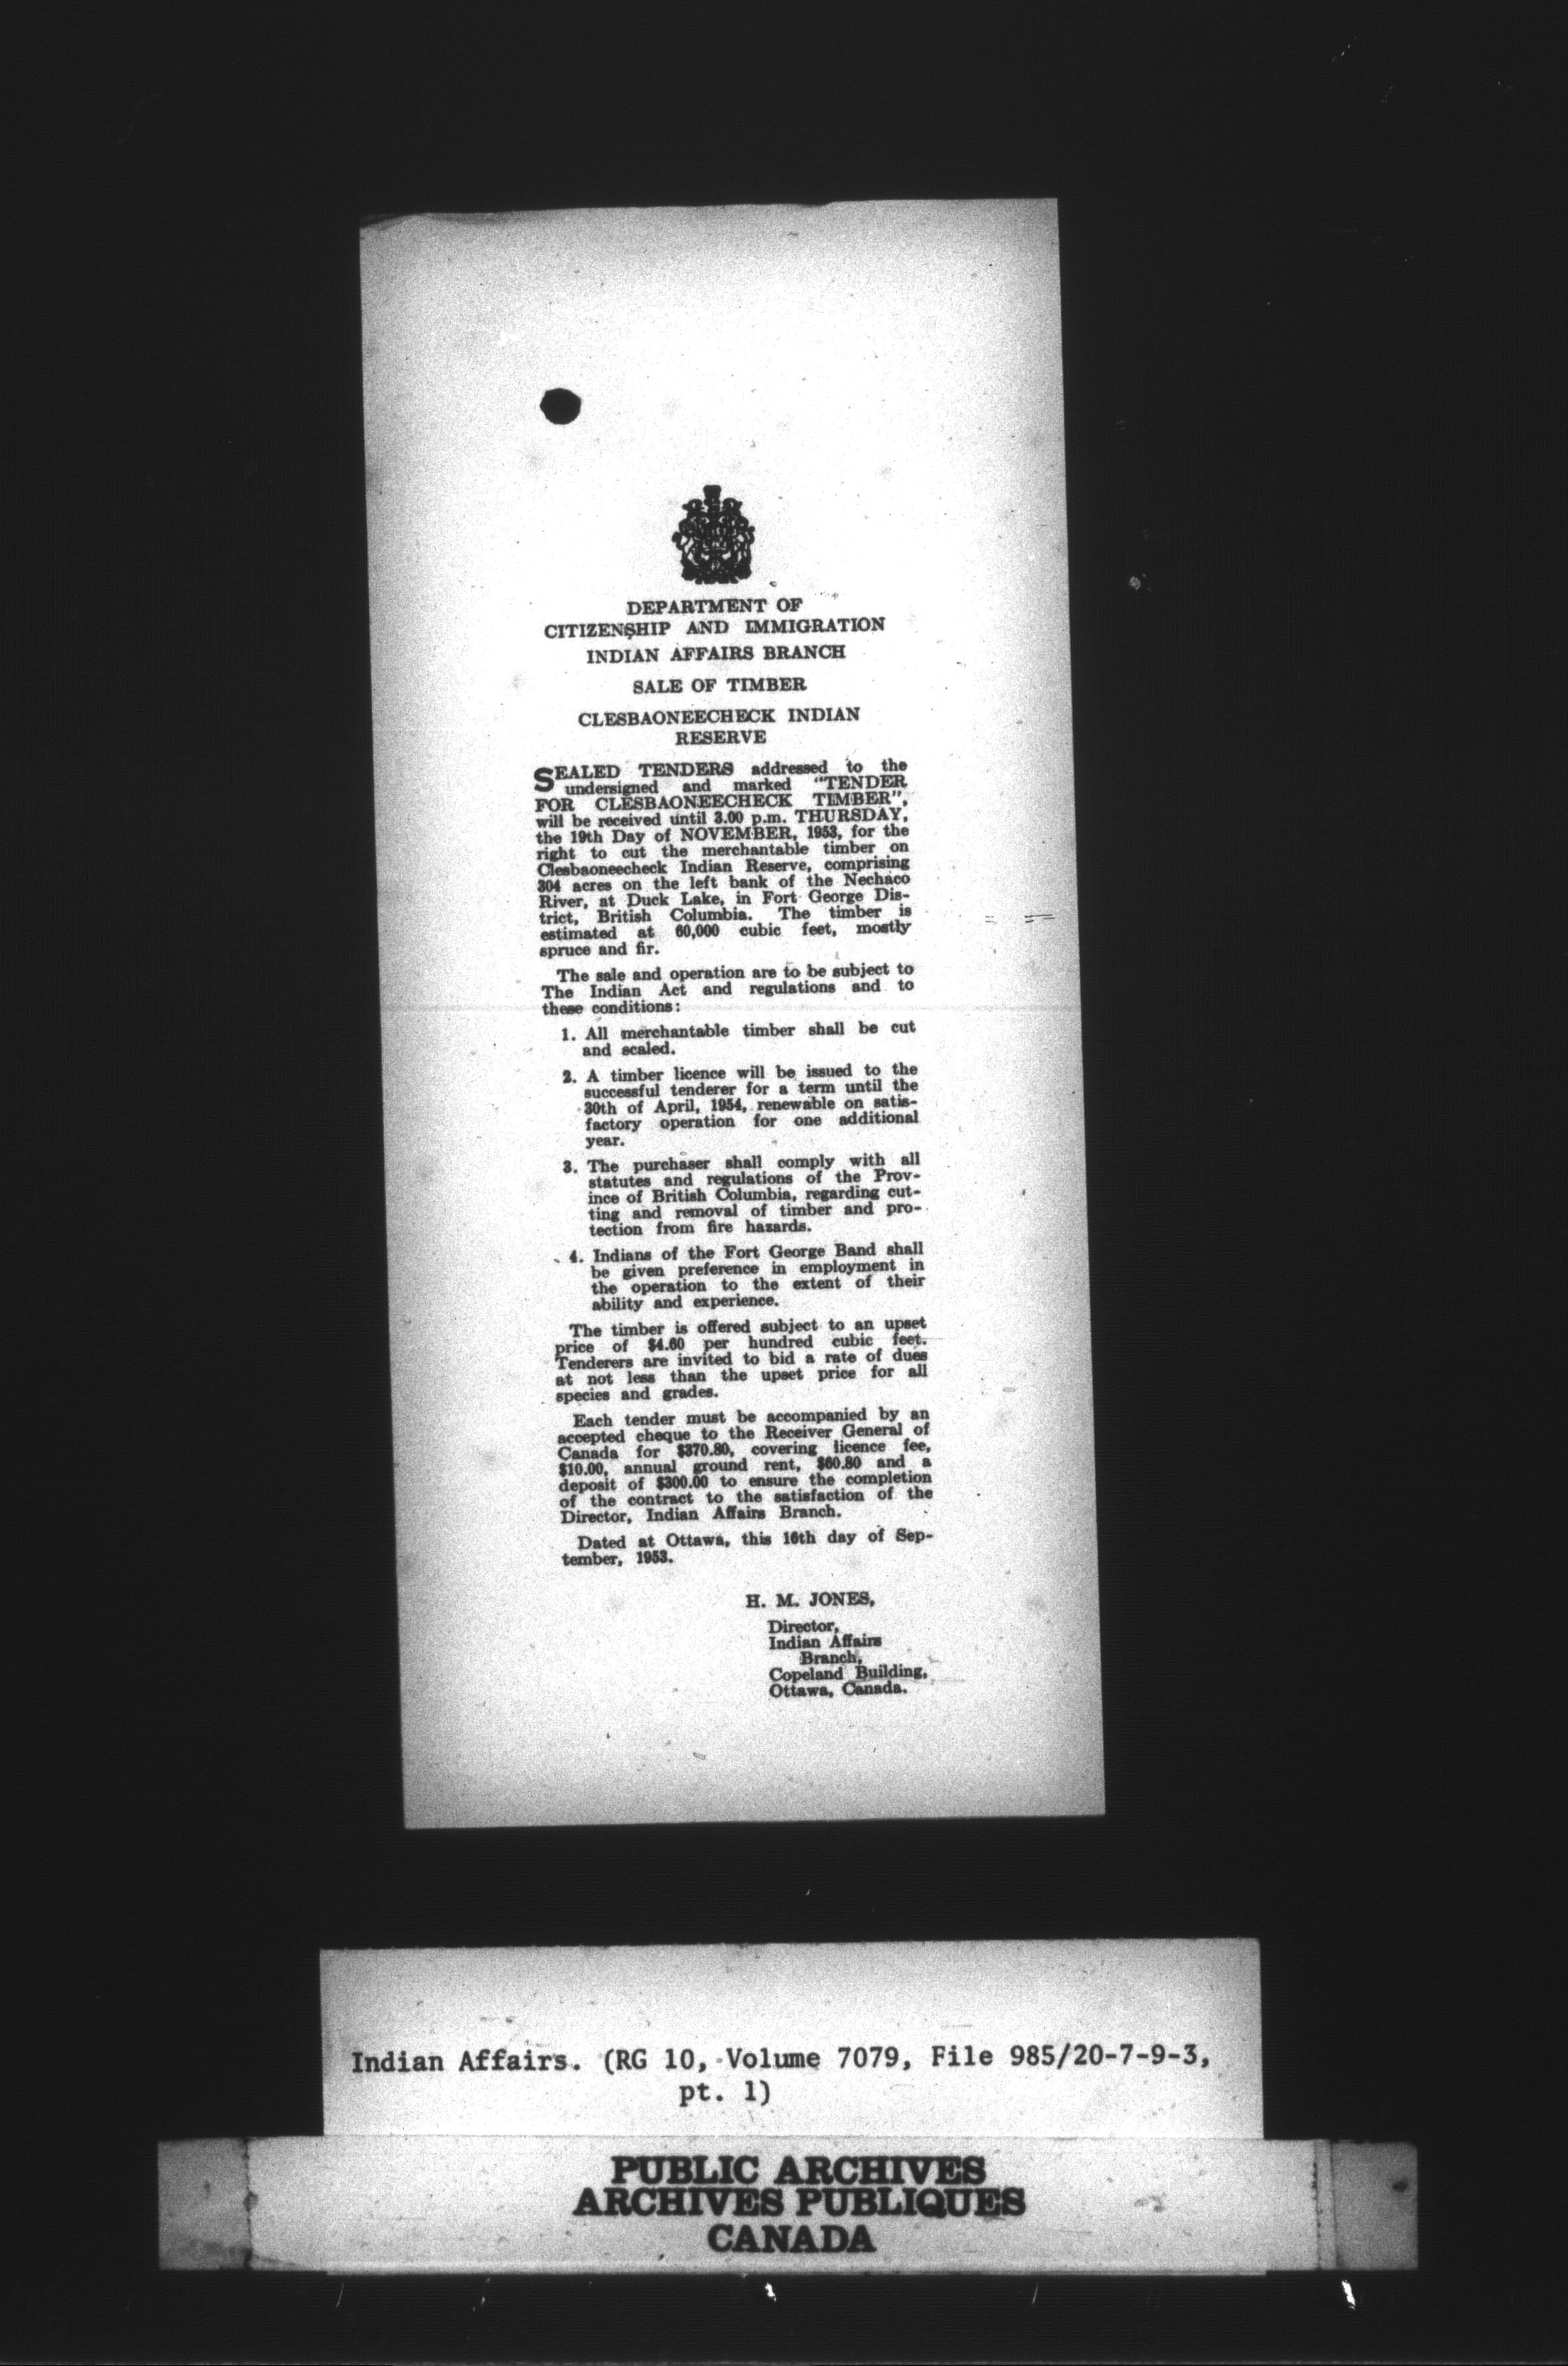 DEPARTMENT OF
CITIZENSHIP AND IMMIGRATION
INDIAN AFFAIRS BRANCH
SALE OF TIMBER
CLESBAONEECHECK INDIAN
RESERVE
SEALED TENDERS addressed to the
undersigned and marked "TENDER
FOR CLESBAONEECHECK TIMBER",
will be received until 3.00 p.m. THURSDAY,
the 19th Day of NOVEMBER, 1953, for the
right to cut the merchantable timber on
Clesbaoneecheck Indian Reserve, comprising
304 acres on the left bank of the Nechaco
River, at Duck Lake, in Fort George Dis-
trict, British Columbia. The timber is
estimated at 60,000 cubic feet, mostly
spruce and fir.
The sale and operation are to be subject to
The Indian Act and regulations and to
these conditions:
1. All merchantable timber shall be cut
and scaled.
2. A timber licence will be issued to the
successful tenderer for a term until the
30th of April, 1954, renewable on satis-
factory operation for one additional
year.
3. The purchaser shall comply with all
statutes and regulations of the Prov-
ince of British Columbia, regarding cut-
ting and removal of timber and pro-
tection from fire hazards.
4. Indians of the Fort George Band shall
be given preference in employment in
the operation to the extent of their
ability and experience.
The timber is offered subject to an upset
price of $4.60 per hundred cubic feet.
Tenderers are invited to bid a rate of dues
at not less than the upset price for all
species and grades.
Each tender must be accompanied by an
accepted cheque to the Receiver General of
Canada for $370.80, covering licence fee,
$10.00, annual ground rent, $60.80 and a
deposit of $300.00 to ensure the completion
of the contract to the satisfaction of the
Director, Indian Affairs Branch.
Dated at Ottawa, this 16th day of Sep-
tember, 1953.
H. M. JONES,
Director,
Indian Affairs
Branch,
Copeland Building,
Ottawa, Canada.
Indian Affairs. (RG 10, Volume 7079, File 985/20-7-9-3,
pt. 1)
PUBLIC ARCHIVES
ARCHIVES PUBLIQUES
CANADA